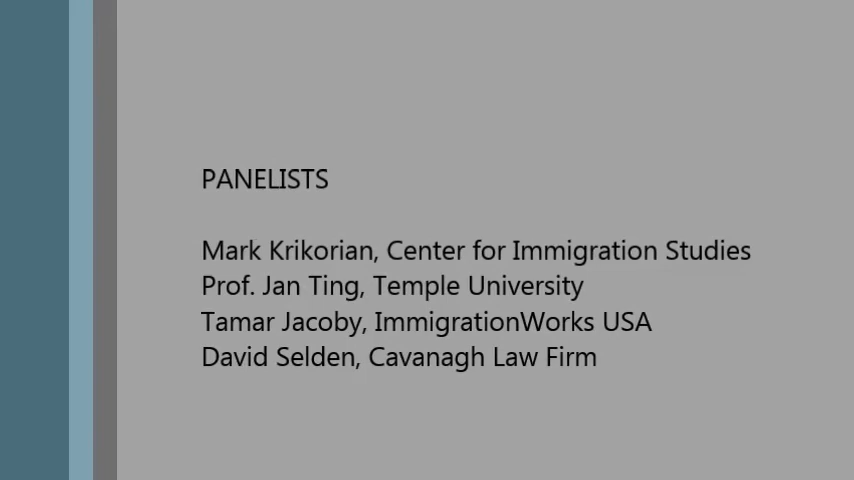 PANELISTS
Mark Krikorian, Center for Immigration Studies
Prof. Jan Ting, Temple University
Tamar Jacoby, ImmigrationWorks USA
David Selden, Cavanagh Law Firm